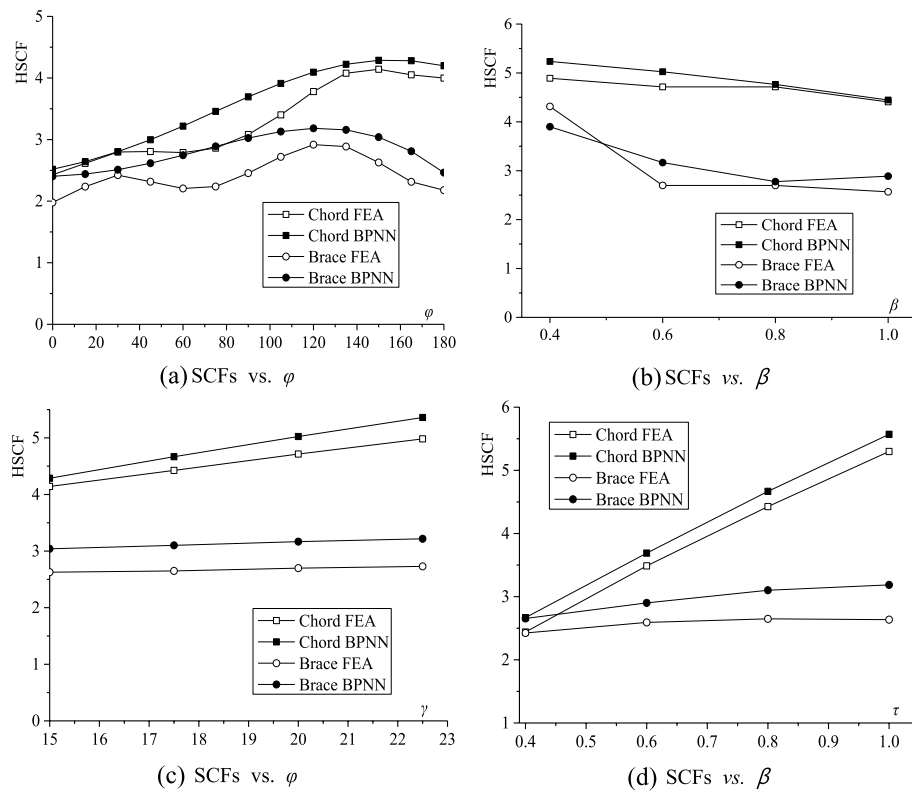 HSCF
5
4
3
2
1
0
0 20 40 60 80 100 120 140 160 180
φ
Chord FEA
Chord BPNN
Brace FEA
Brace BPNN
(a) SCFs vs. φ
HSCF
6
5
4
3
2
1
0
0.4 0.6 0.8 1.0
β
Chord FEA
Chord BPNN
Brace FEA
Brace BPNN
(b) SCFs vs. β
HSCF
5
4
3
2
1
0
15 16 17 18 19 20 21 22 23
γ
Chord FEA
Chord BPNN
Brace FEA
Brace BPNN
(c) SCFs vs. φ
HSCF
6
5
4
3
2
1
0.4 0.5 0.6 0.7 0.8 0.9 1.0
τ
Chord FEA
Chord BPNN
Brace FEA
Brace BPNN
(d) SCFs vs. β